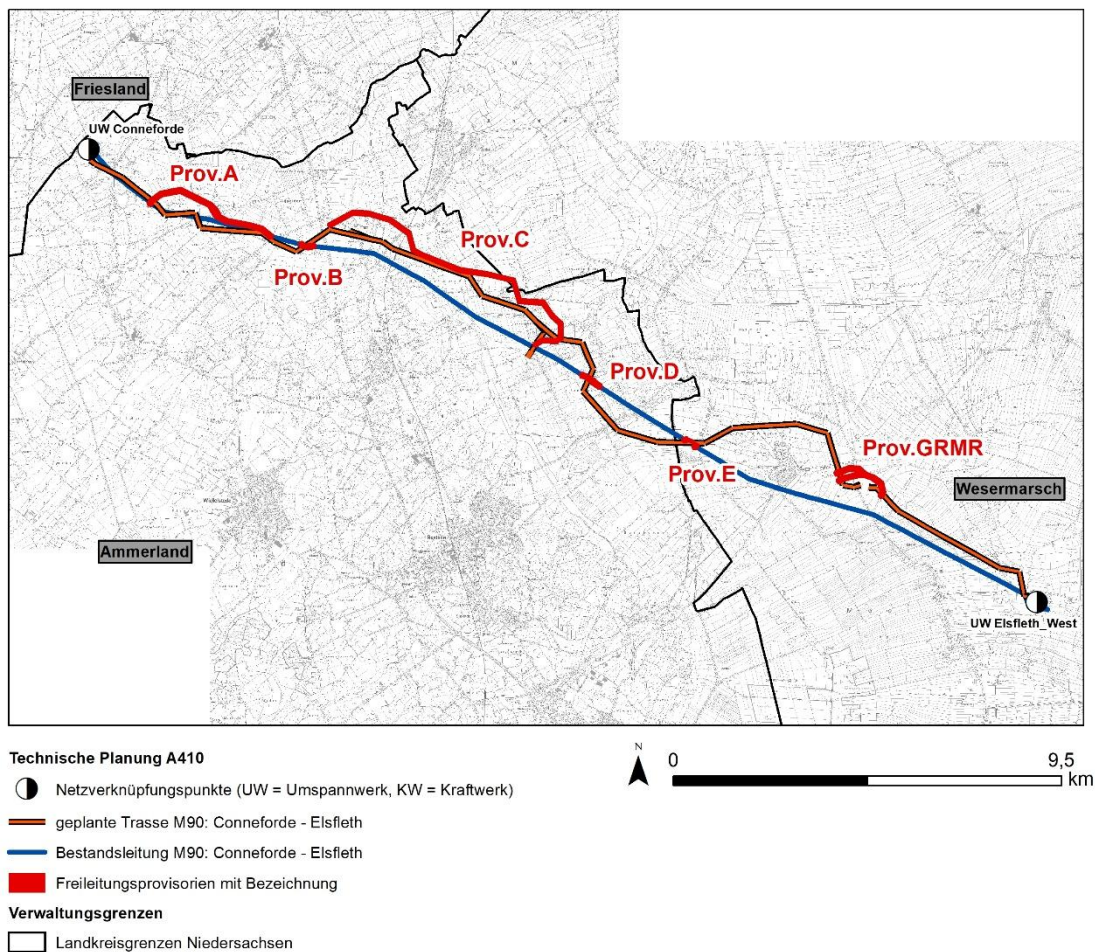 Friesland
UW Conneforde
Prov.A
Prov.B
Prov.C
Prov.D
Prov.E
Prov.GRMR
Wesermarsch
Ammerland
UW Elsfleth_West
Technische Planung A410
N
0 9,5
km
Netzverknüpfungspunkte (UW = Umspannwerk, KW = Kraftwerk)
geplante Trasse M90: Conneforde - Elsfleth
Bestandsleitung M90: Conneforde - Elsfleth
Freileitungsprovisorien mit Bezeichnung
Verwaltungsgrenzen
Landkreisgrenzen Niedersachsen